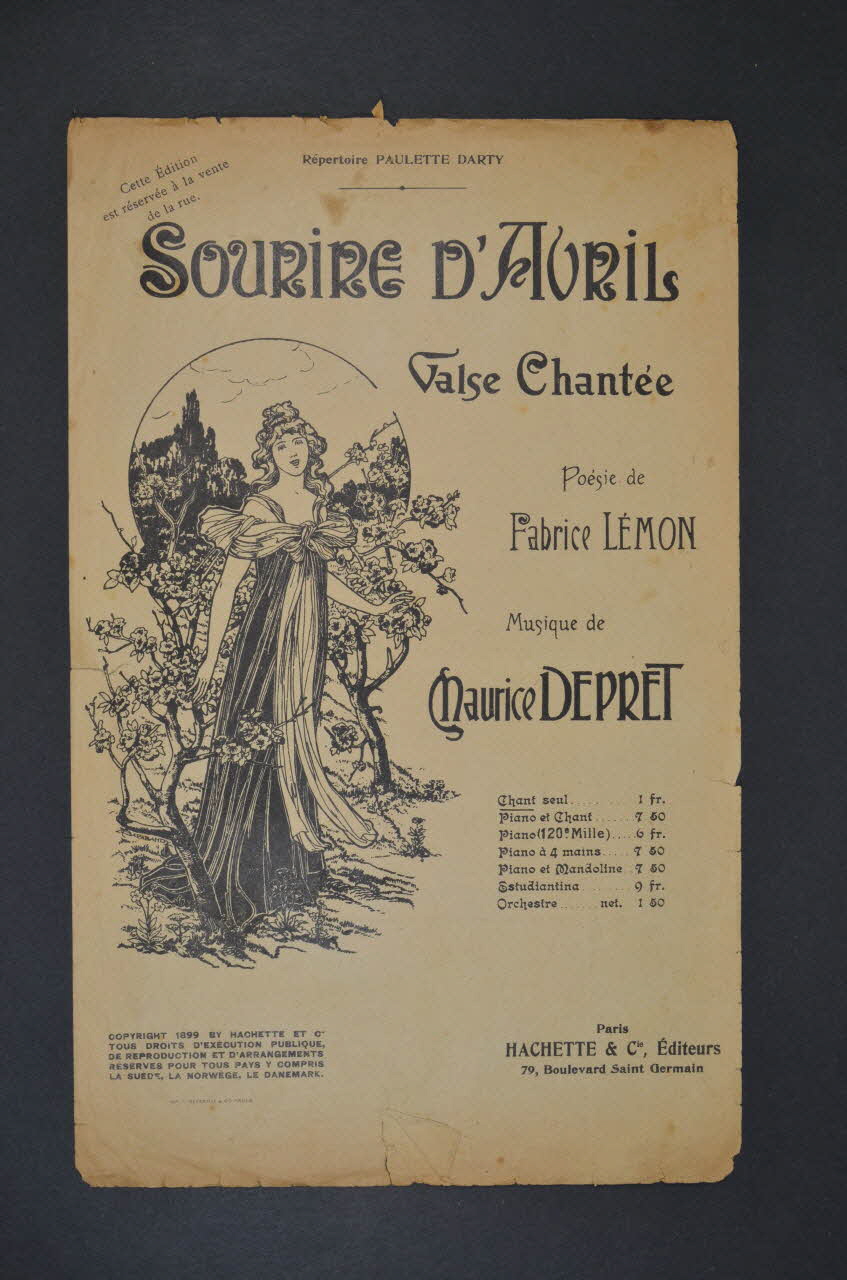 Répertoire PAULETTE DARTY
Cette Édition
est réservée à la vente
de la rue.
SOURIRE D'AVRIL
Valse Chantée
Poésie de
Fabrice LÉMON
Musique de
Maurice DEPRET
Chant seul ...... 1 fr.
Piano et Chant ....... 7 50
Piano (120e Mille) ..... 6 fr.
Piano à 4 mains ..... 7 50
Piano et Mandoline .. 7 50
Estudiantina ........ 9 fr.
Orchestre ...... net. 1 50
COPYRIGHT 1899 BY HACHETTE ET Cie
TOUS DROITS D'EXÉCUTION PUBLIQUE,
DE REPRODUCTION ET D'ARRANGEMENTS
RÉSERVÉS POUR TOUS PAYS Y COMPRIS
LA SUÈDE, LA NORWÈGE, LE DANEMARK.
Paris
HACHETTE & Cie, Éditeurs
79, Boulevard Saint Germain